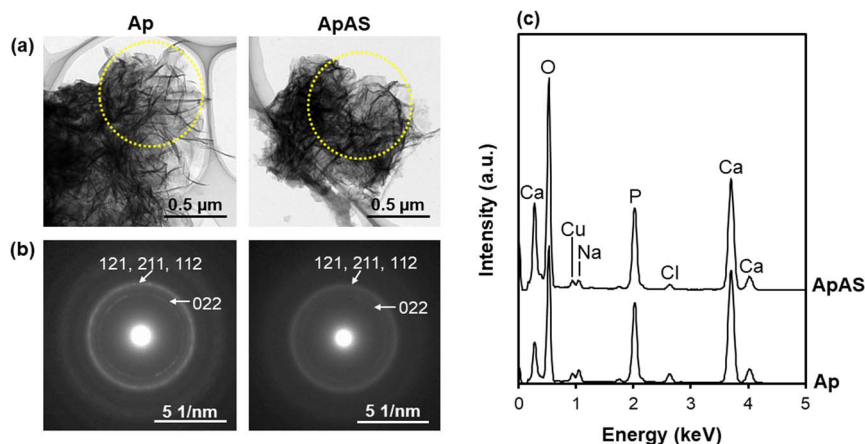 Ap
ApAS
(a)
0.5 µm
0.5 µm
(b)
121, 211, 112
022
5 1/nm
121, 211, 112
022
5 1/nm
(c)
Intensity (a.u.)
O
Ca
Cu
Na
P
Cl
Ca
Ca
ApAS
Ap
0 1 2 3 4 5
Energy (keV)